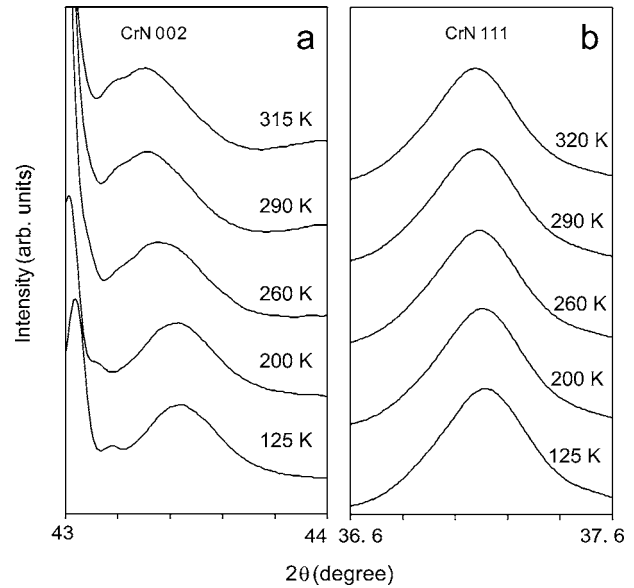 CrN 002
a
315 K
290 K
260 K
200 K
125 K
CrN 111
b
320 K
290 K
260 K
200 K
125 K
Intensity (arb. units)
43
44
36.6
37.6
2θ (degree)